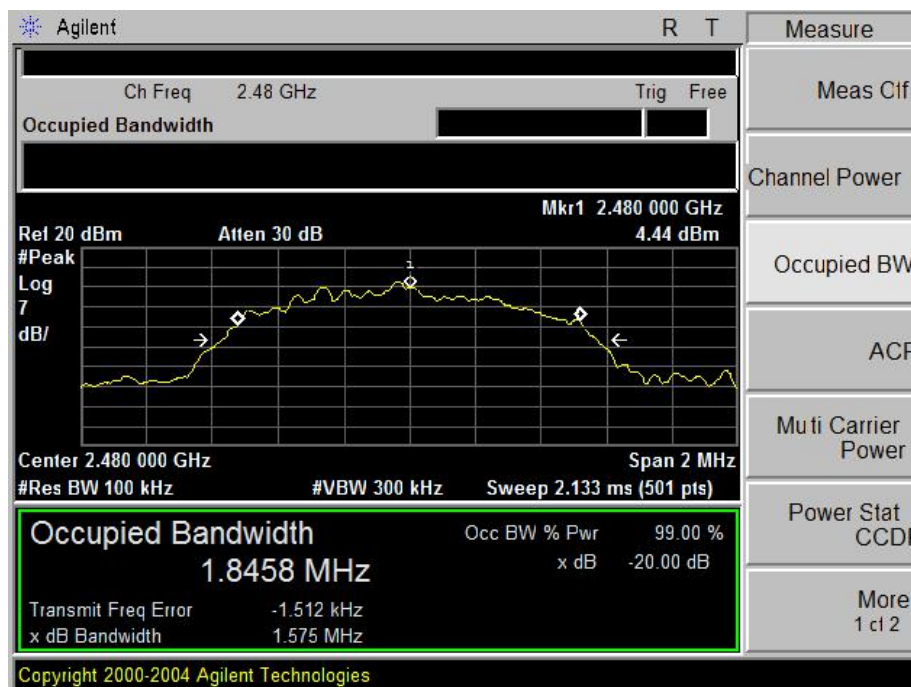 Agilent R T
Ch Freq 2.48 GHz Trig Free
Occupied Bandwidth
Mkr1 2.480 000 GHz
Ref 20 dBm Atten 30 dB 4.44 dBm
#Peak
Log
7
dB/
1
Center 2.480 000 GHz Span 2 MHz
#Res BW 100 kHz #VBW 300 kHz Sweep 2.133 ms (501 pts)
Occupied Bandwidth
1.8458 MHz
Occ BW % Pwr 99.00 %
x dB -20.00 dB
Transmit Freq Error -1.512 kHz
x dB Bandwidth 1.575 MHz
Copyright 2000-2004 Agilent Technologies
Measure
Meas Off
Channel Power
Occupied BW
ACP
Multi Carrier
Power
Power Stat
CCDF
More
1 of 2